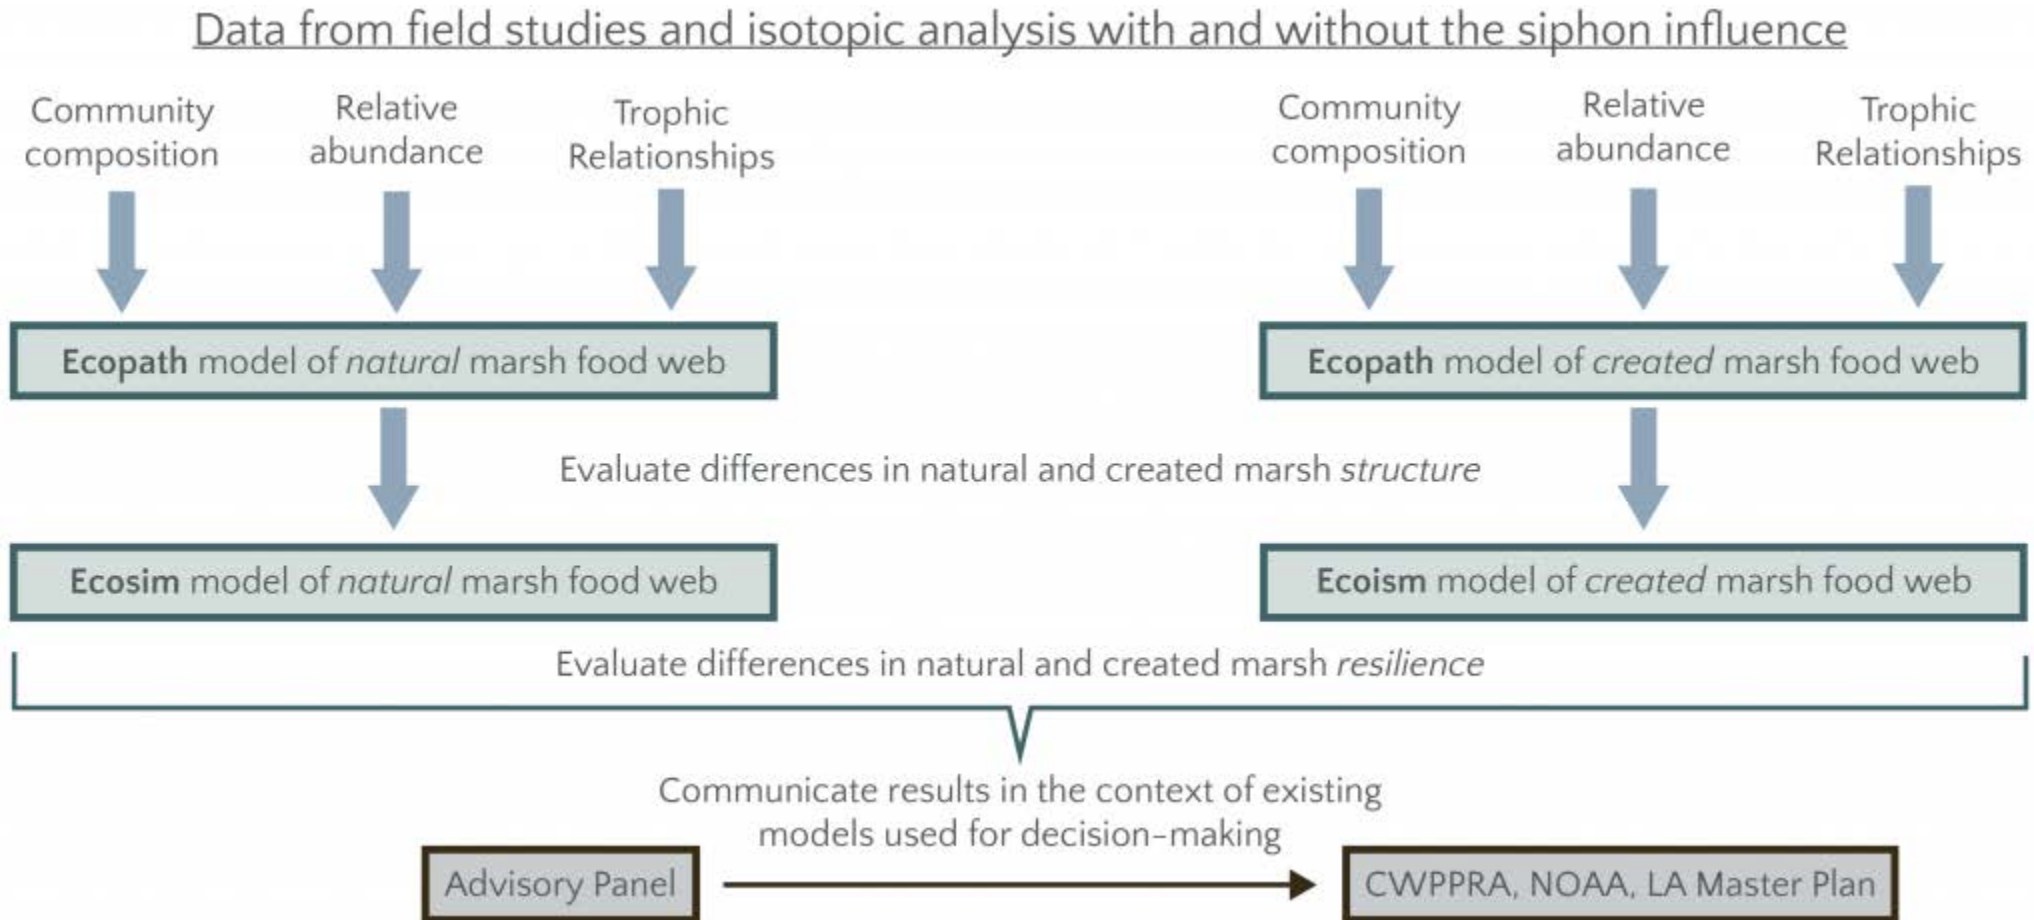 Data from field studies and isotopic analysis with and without the siphon influence
Community
composition
Relative
abundance
Trophic
Relationships
Community
composition
Relative
abundance
Trophic
Relationships
Ecopath model of natural marsh food web
Ecopath model of created marsh food web
Evaluate differences in natural and created marsh structure
Ecosim model of natural marsh food web
Ecoism model of created marsh food web
Evaluate differences in natural and created marsh resilience
Communicate results in the context of existing
models used for decision-making
Advisory Panel
CWPPRA, NOAA, LA Master Plan